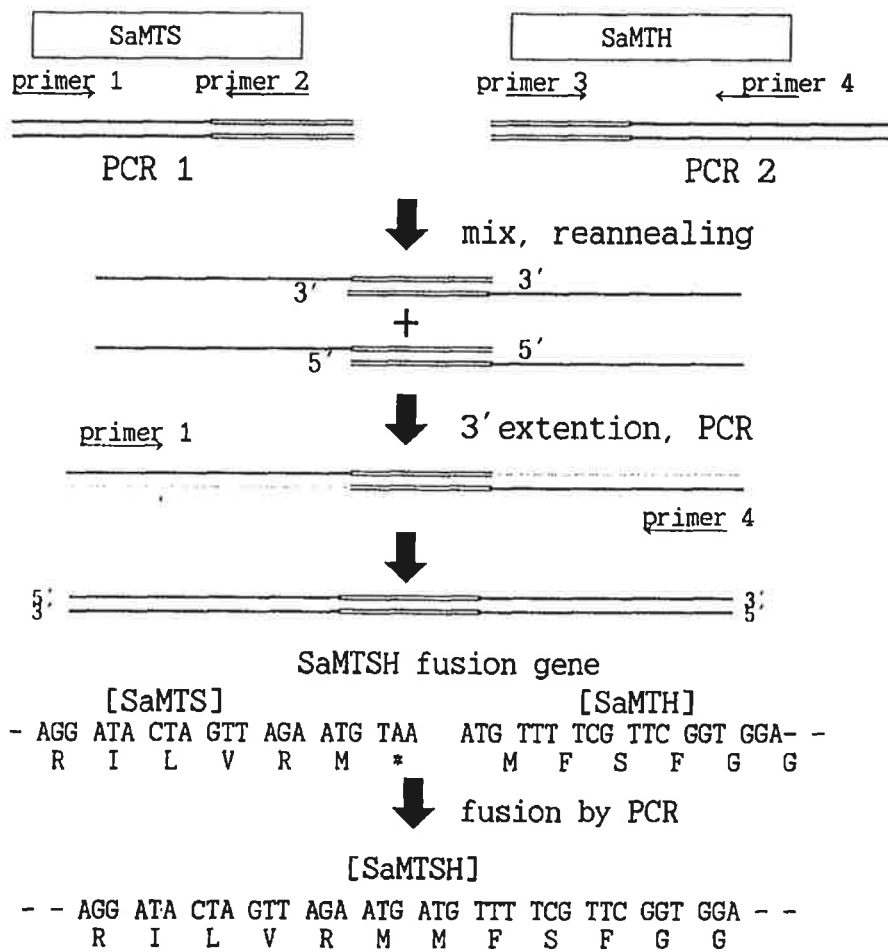 SaMTS SaMTH
primer 1 primer 2 primer 3 primer 4
PCR 1 PCR 2
mix, reannealing
3′ 3′
+
5′ 5′
3′extention, PCR
primer 1
primer 4
5′ 3′
3′ 5′
SaMTSH fusion gene
[SaMTS] [SaMTH]
- AGG ATA CTA GTT AGA ATG TAA ATG TTT TCG TTC GGT GGA- -
R I L V R M * M F S F G G
fusion by PCR
[SaMTSH]
- - AGG ATA CTA GTT AGA ATG ATG TTT TCG TTC GGT GGA - -
R I L V R M M F S F G G